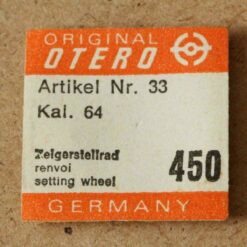 ORIGINAL
OTERO
Artikel Nr. 33
Kal. 64
Zeigerstellrad
renvoi
setting wheel
450
GERMANY